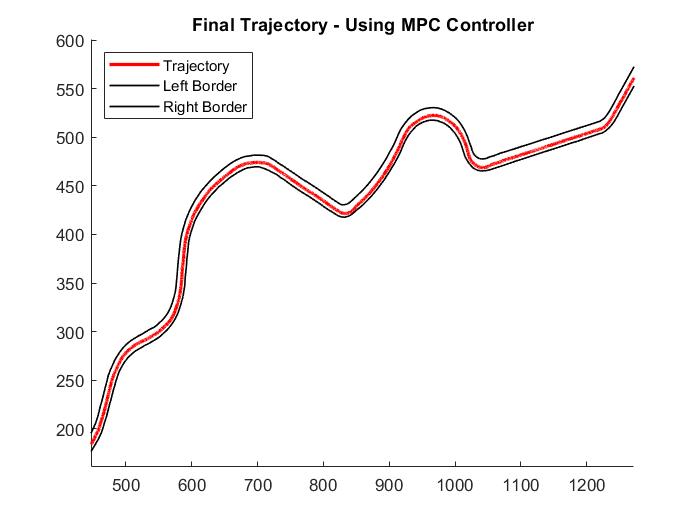 Final Trajectory - Using MPC Controller
600
550
500
450
400
350
300
250
200
Trajectory
Left Border
Right Border
500 600 700 800 900 1000 1100 1200